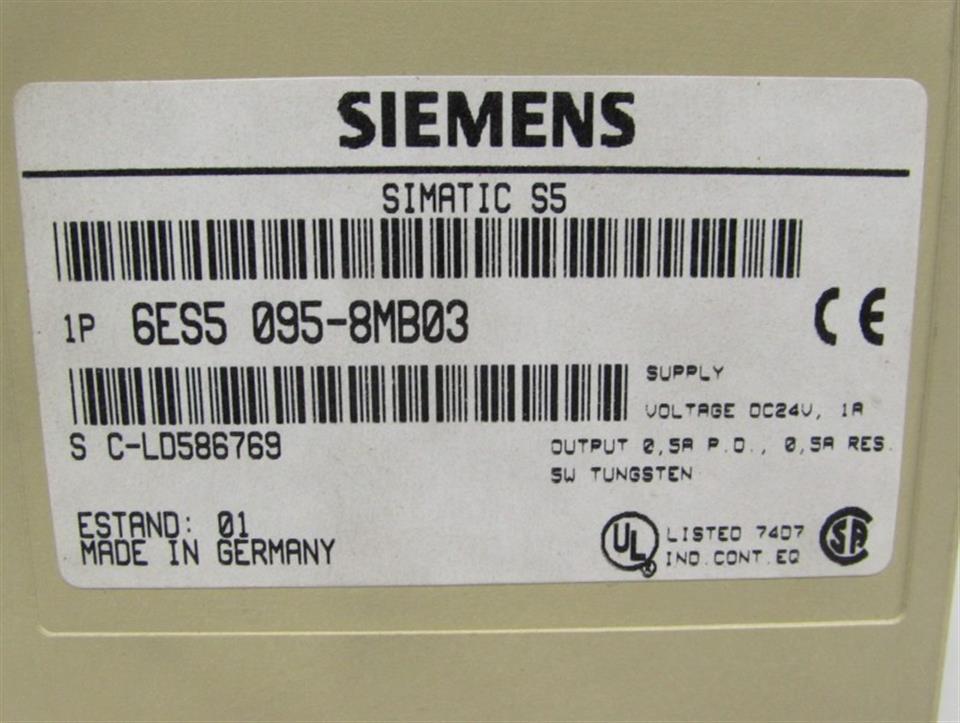 SIEMENS
SIMATIC S5
1P 6ES5 095-8MB03
CE
SUPPLY
VOLTAGE DC24V, 1A
S C-LD586769
OUTPUT 0,5A P.D., 0,5A RES.
5W TUNGSTEN
ESTAND: 01
MADE IN GERMANY
UL LISTED 74D7
IND.CONT.EQ
SA